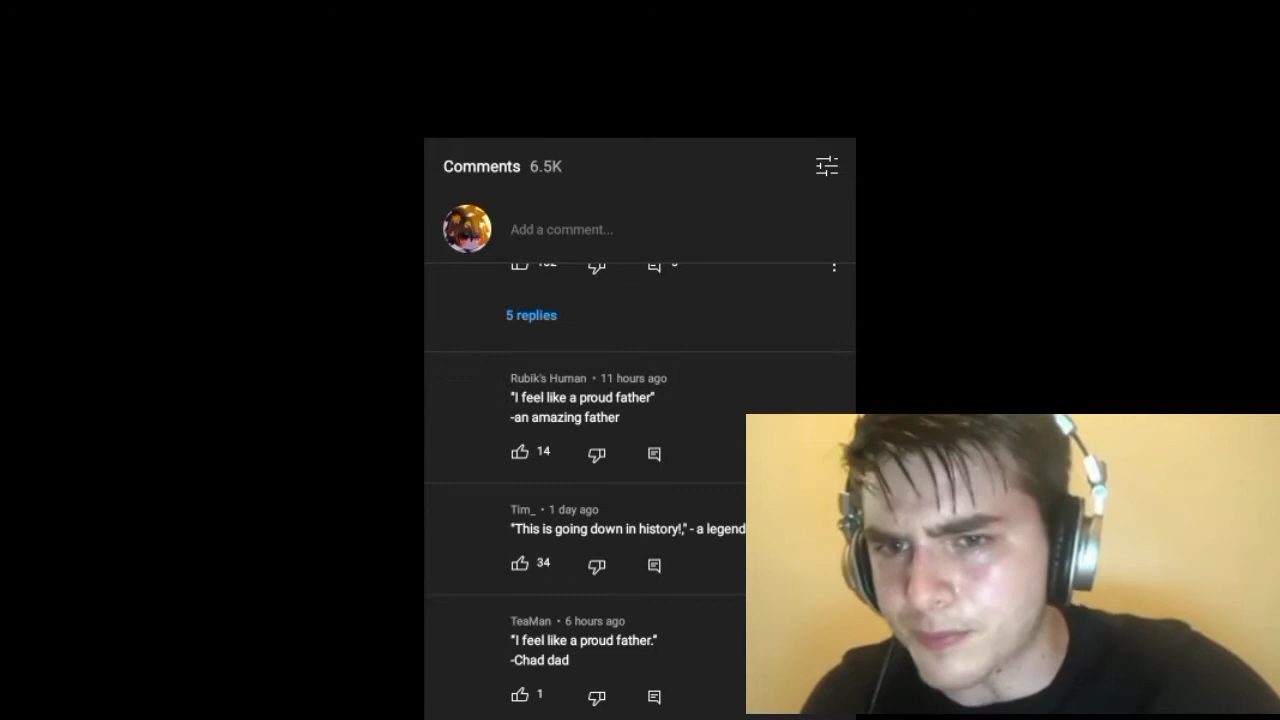 Comments 6.5K
Add a comment...
5 replies
Rubik's Human • 11 hours ago
"I feel like a proud father"
-an amazing father
14
Tim_ • 1 day ago
"This is going down in history!," - a legend
34
TeaMan • 6 hours ago
"I feel like a proud father."
-Chad dad
1